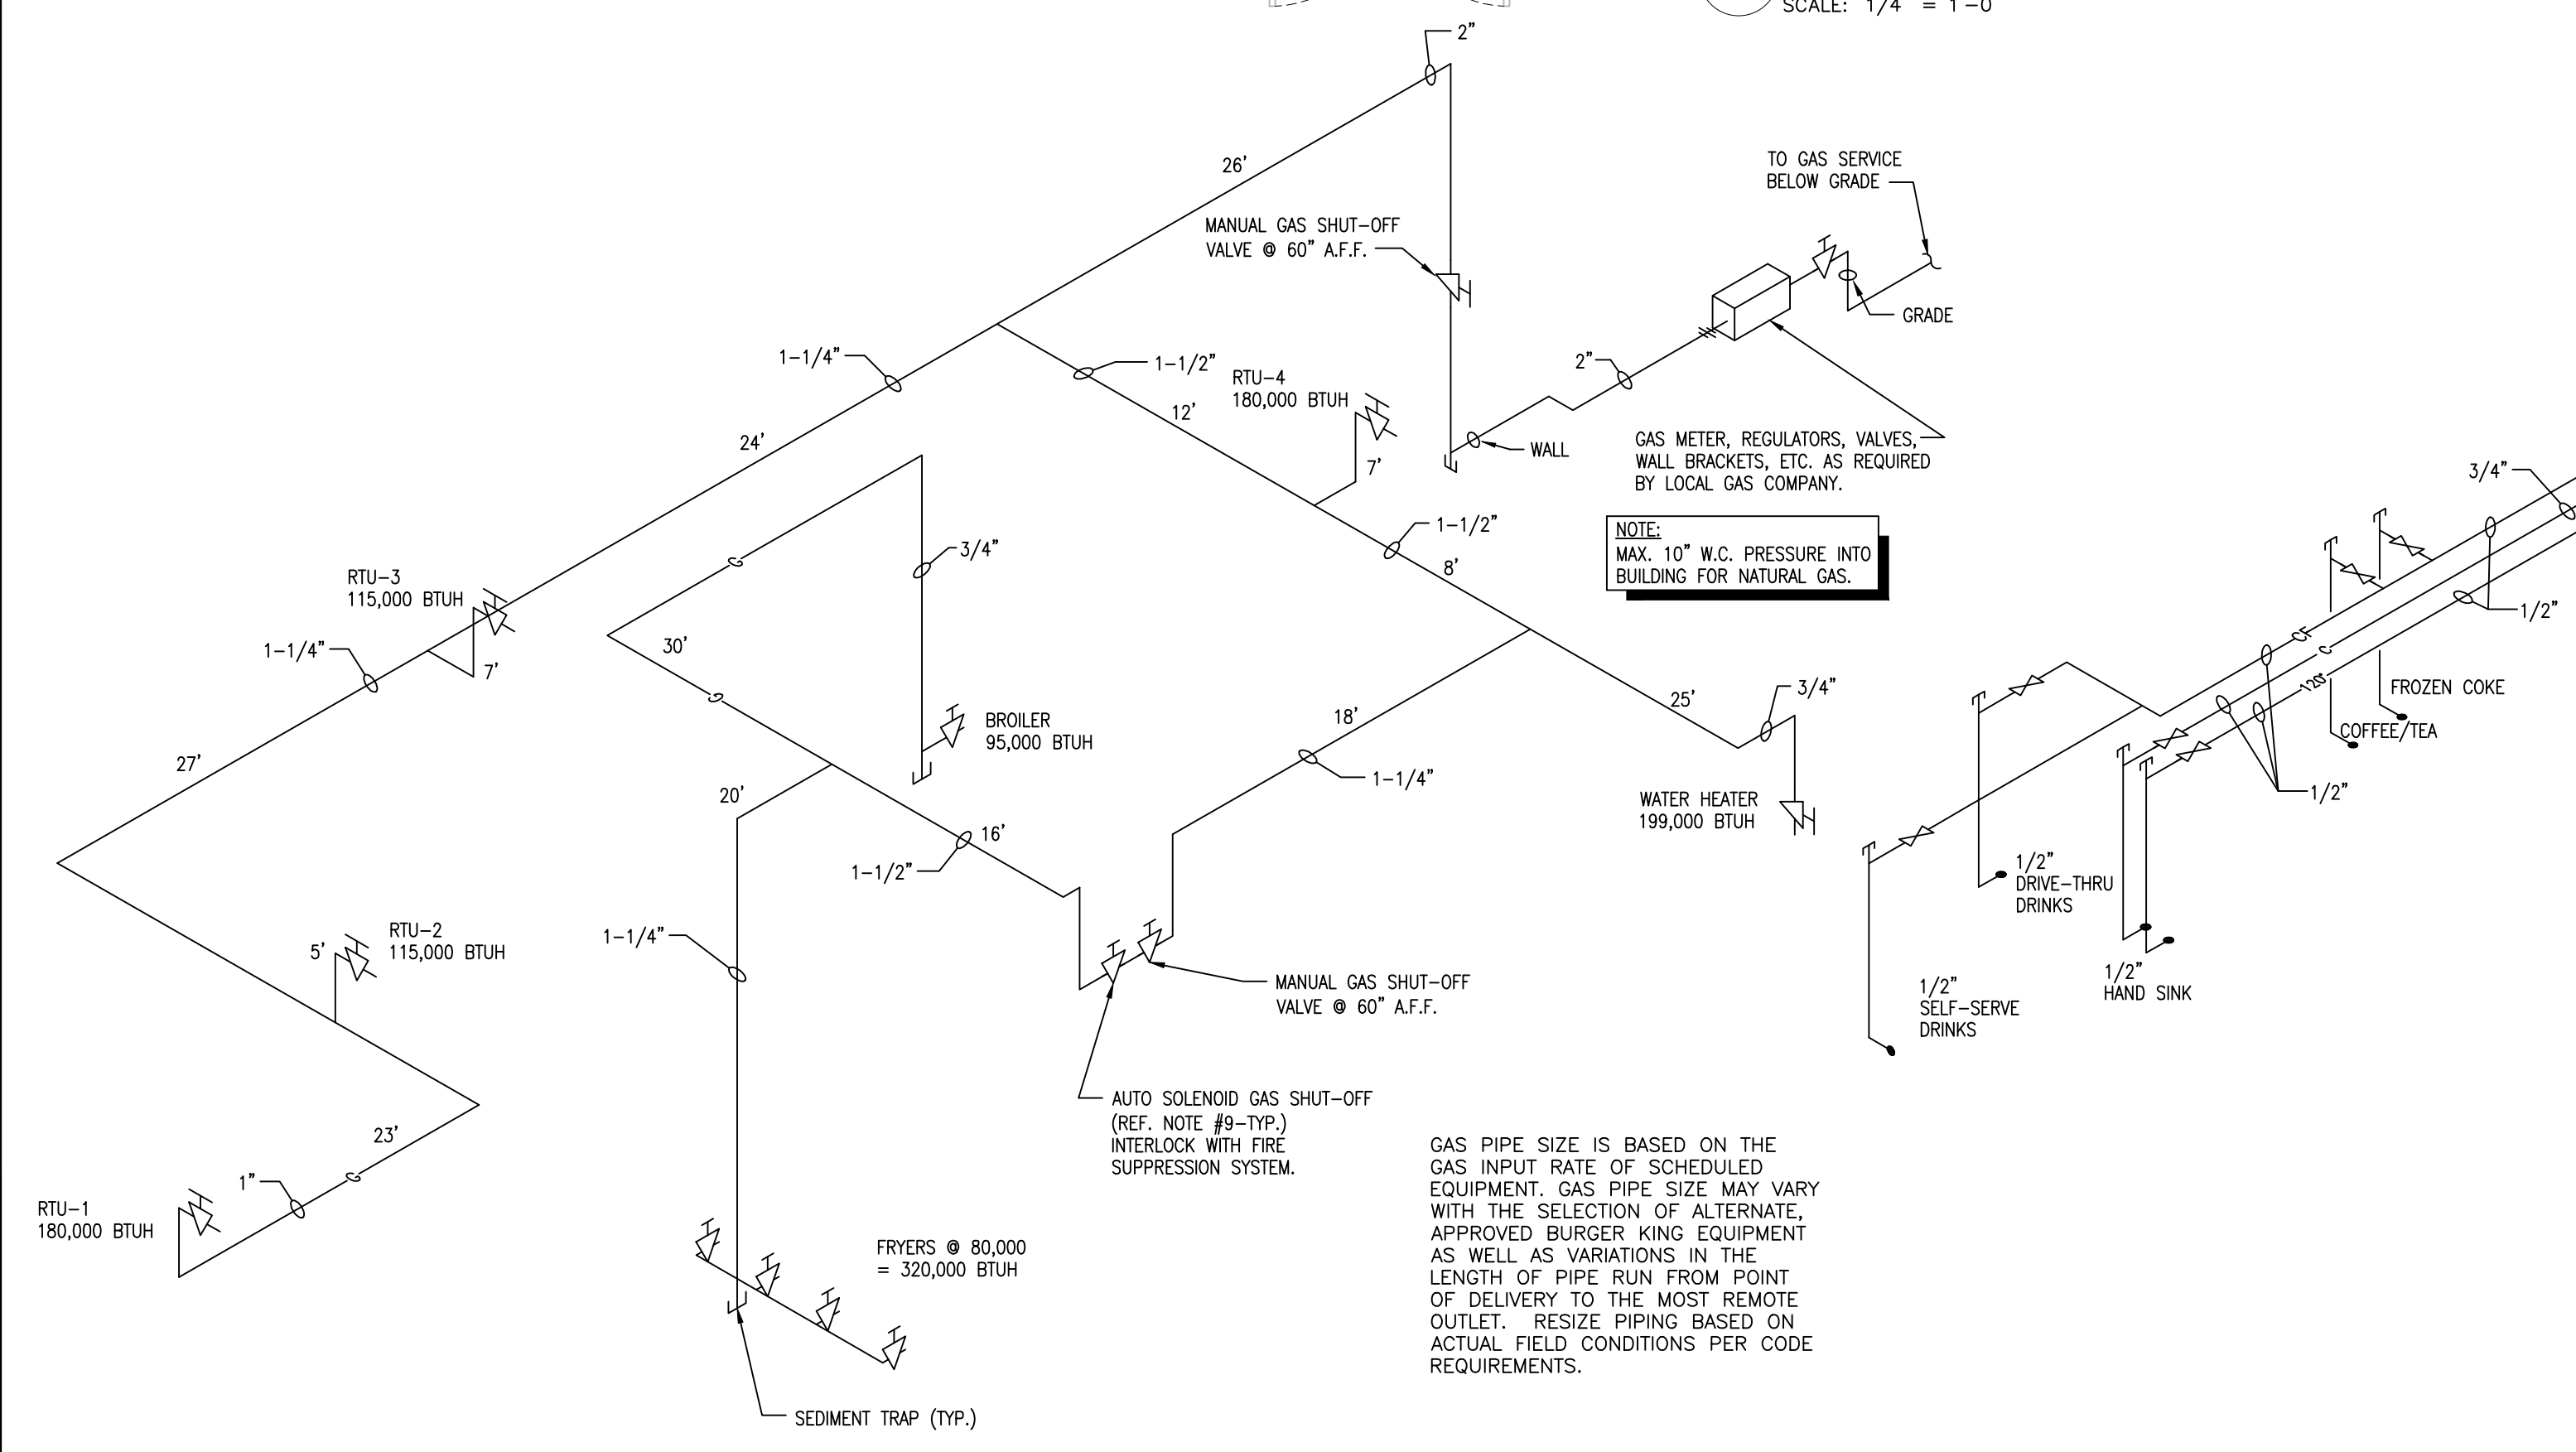 SCALE: 1/4 = 1-0
2"
26'
TO GAS SERVICE
BELOW GRADE
MANUAL GAS SHUT-OFF
VALVE @ 60" A.F.F.
GRADE
1-1/4"
1-1/2"
2"
RTU-4
180,000 BTUH
12'
24'
7'
WALL
GAS METER, REGULATORS, VALVES,
WALL BRACKETS, ETC. AS REQUIRED
BY LOCAL GAS COMPANY.
3/4"
1-1/2"
NOTE:
MAX. 10" W.C. PRESSURE INTO
BUILDING FOR NATURAL GAS.
3/4"
G
8'
RTU-3
115,000 BTUH
1/2"
1-1/4"
30'
7'
CF
C
120°
G
3/4"
25'
FROZEN COKE
BROILER
95,000 BTUH
18'
COFFEE/TEA
27'
1-1/4"
20'
WATER HEATER
199,000 BTUH
1/2"
16'
1-1/2"
1/2"
DRIVE-THRU
DRINKS
RTU-2
115,000 BTUH
5'
1-1/4"
MANUAL GAS SHUT-OFF
VALVE @ 60" A.F.F.
1/2"
HAND SINK
1/2"
SELF-SERVE
DRINKS
AUTO SOLENOID GAS SHUT-OFF
(REF. NOTE #9-TYP.)
INTERLOCK WITH FIRE
SUPPRESSION SYSTEM.
23'
G
1"
RTU-1
180,000 BTUH
GAS PIPE SIZE IS BASED ON THE
GAS INPUT RATE OF SCHEDULED
EQUIPMENT. GAS PIPE SIZE MAY VARY
WITH THE SELECTION OF ALTERNATE,
APPROVED BURGER KING EQUIPMENT
AS WELL AS VARIATIONS IN THE
LENGTH OF PIPE RUN FROM POINT
OF DELIVERY TO THE MOST REMOTE
OUTLET. RESIZE PIPING BASED ON
ACTUAL FIELD CONDITIONS PER CODE
REQUIREMENTS.
FRYERS @ 80,000
= 320,000 BTUH
SEDIMENT TRAP (TYP.)